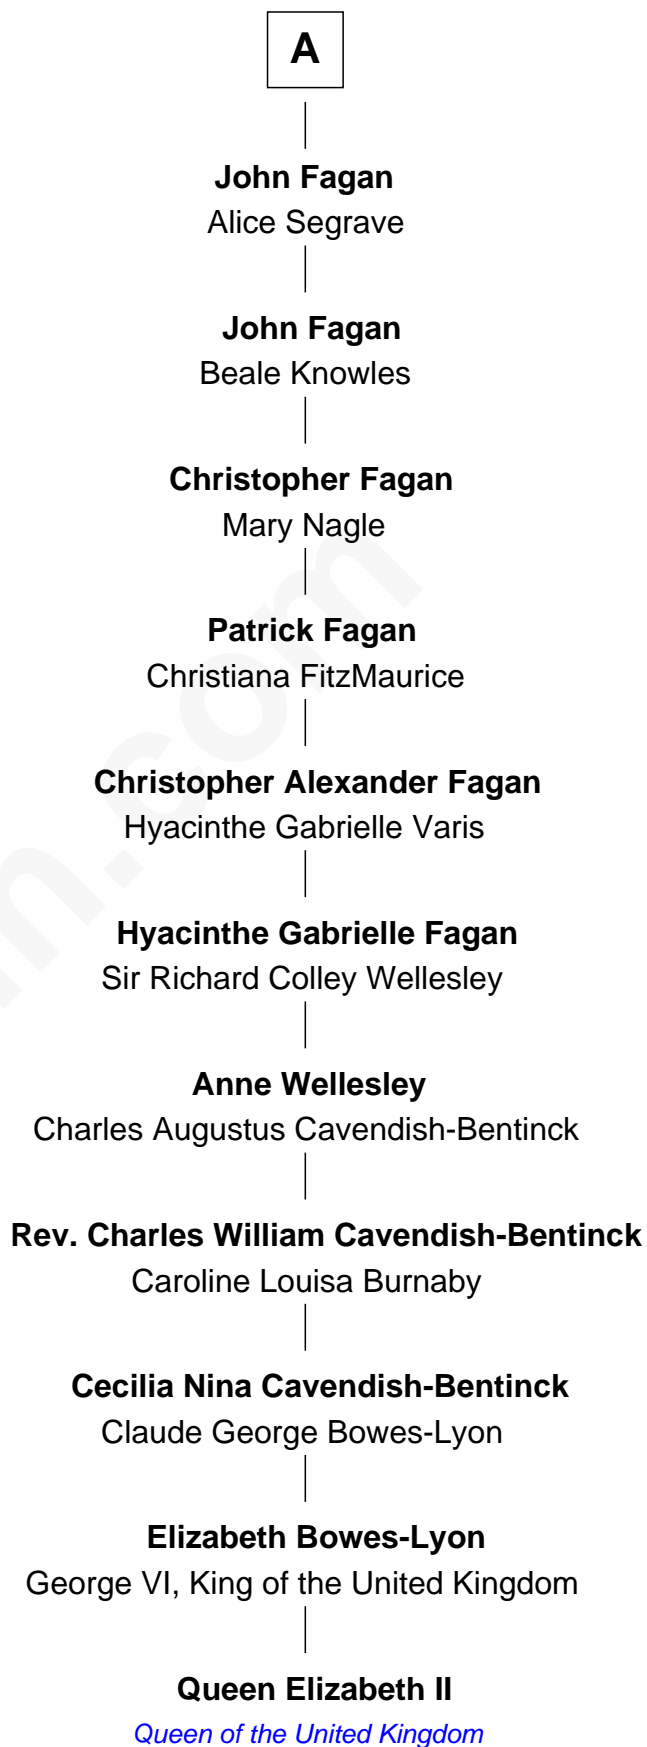 A
John Fagan
Alice Segrave
John Fagan
Beale Knowles
Christopher Fagan
Mary Nagle
Patrick Fagan
Christiana FitzMaurice
Christopher Alexander Fagan
Hyacinthe Gabrielle Varis
Hyacinthe Gabrielle Fagan
Sir Richard Colley Wellesley
Anne Wellesley
Charles Augustus Cavendish-Bentinck
Rev. Charles William Cavendish-Bentinck
Caroline Louisa Burnaby
Cecilia Nina Cavendish-Bentinck
Claude George Bowes-Lyon
Elizabeth Bowes-Lyon
George VI, King of the United Kingdom
Queen Elizabeth II
Queen of the United Kingdom
n.com